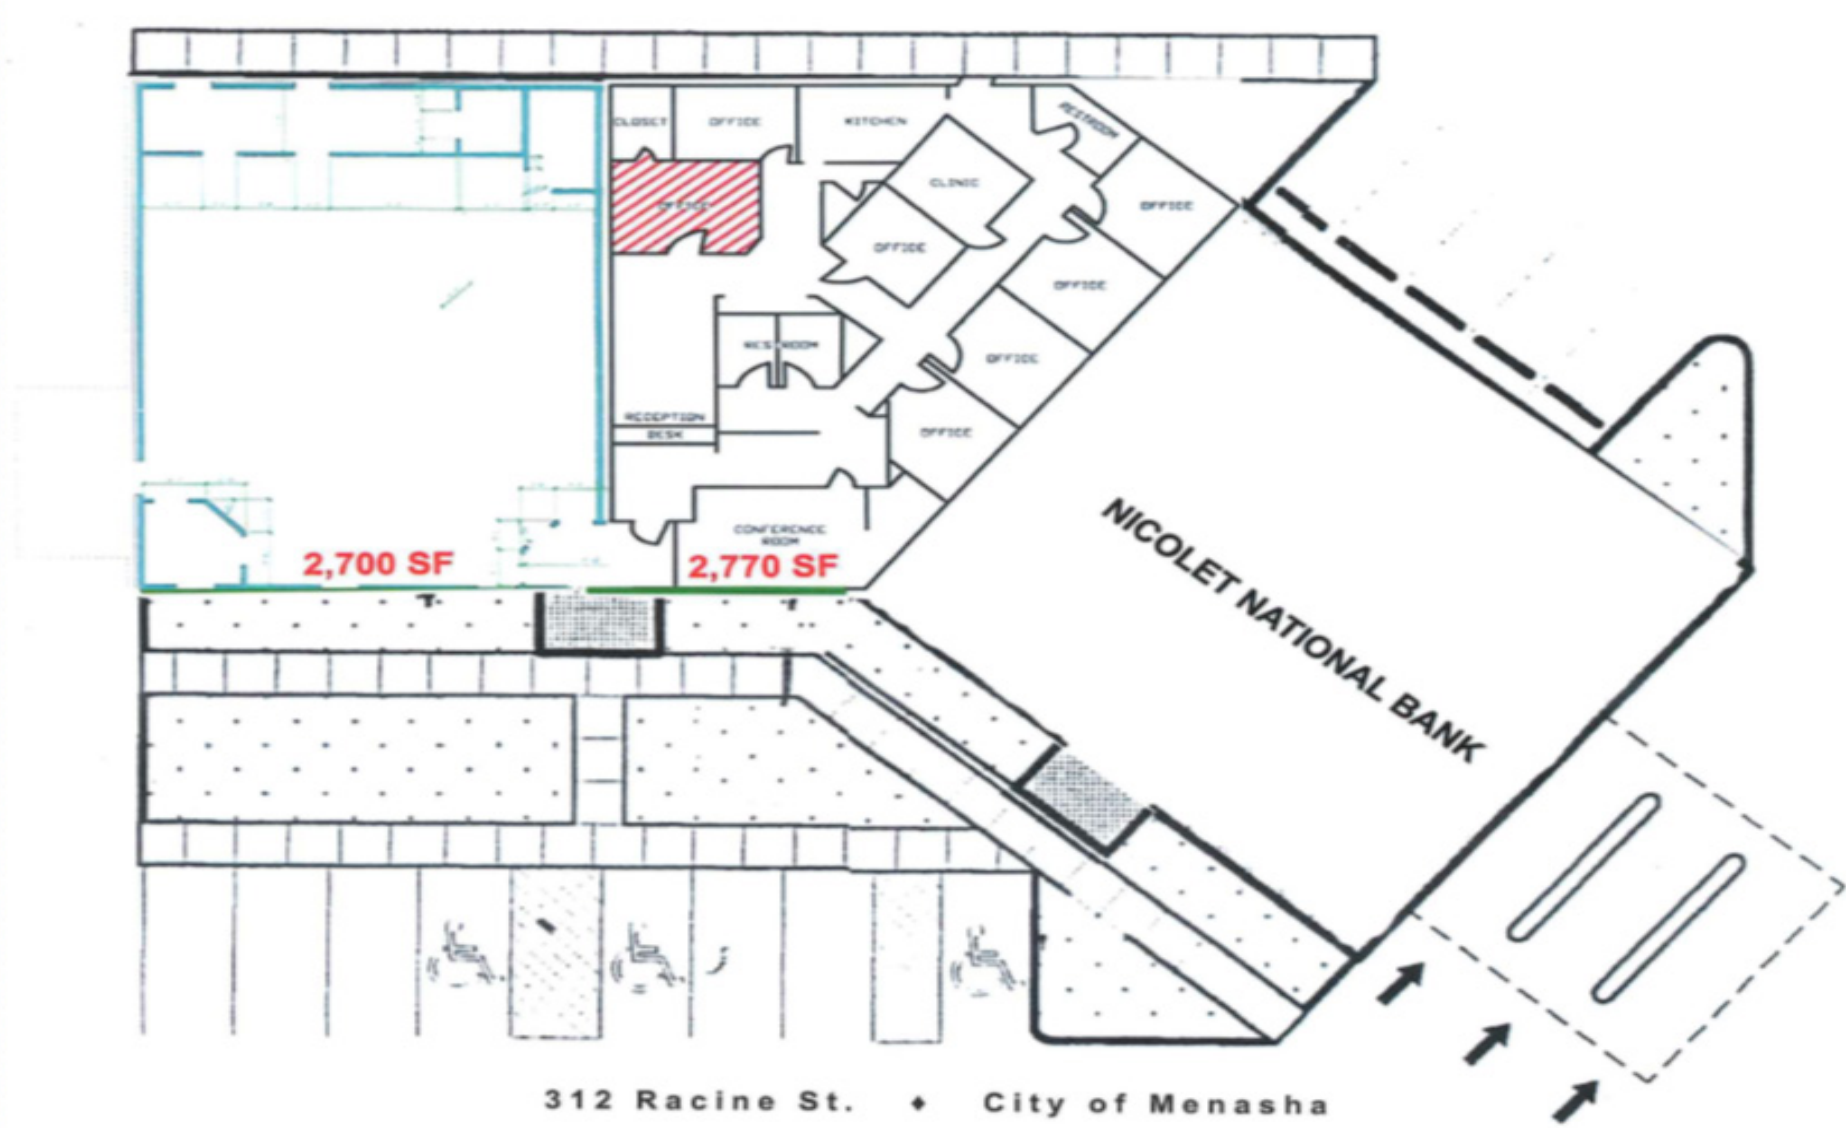 CLOSET
OFFICE
KITCHEN
RESTROOM
OFFICE
CLINIC
OFFICE
OFFICE
OFFICE
RESTROOM
OFFICE
RECEPTION
DESK
OFFICE
CONFERENCE
ROOM
2,700 SF
2,770 SF
NICOLET NATIONAL BANK
312 Racine St. ♦ City of Menasha